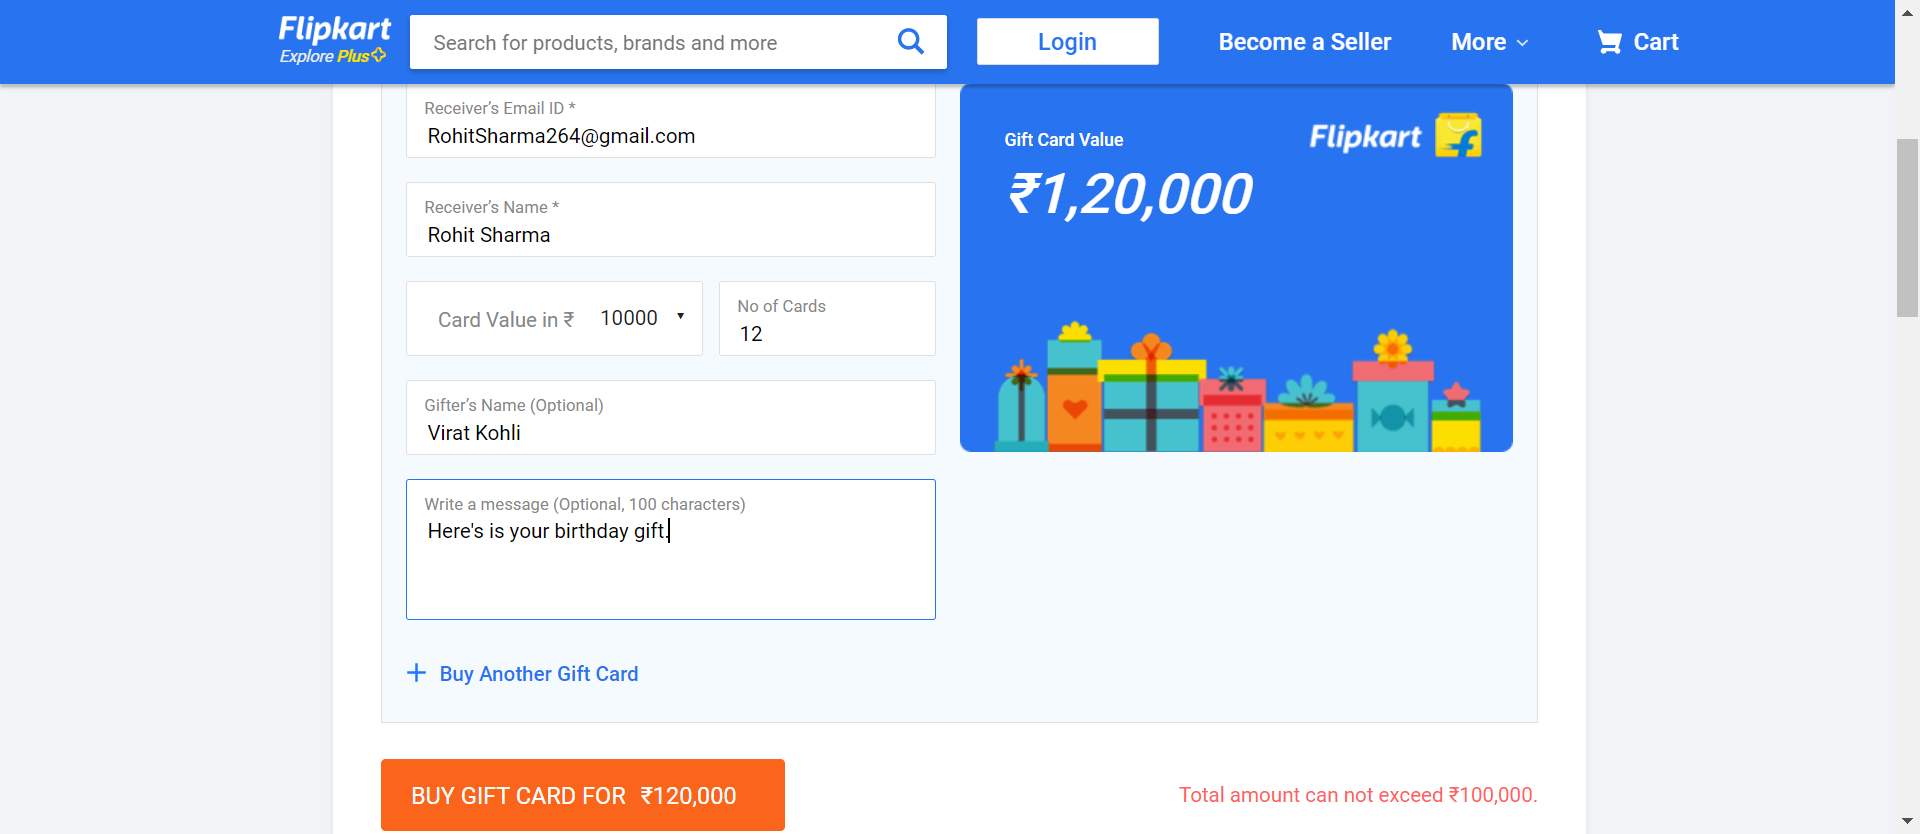 Flipkart
Explore Plus
Search for products, brands and more
Login
Become a Seller
More
Cart
Receiver's Email ID *
RohitSharma264@gmail.com
Receiver's Name *
Rohit Sharma
Card Value in ₹ 10000
No of Cards
12
Gifter's Name (Optional)
Virat Kohli
Write a message (Optional, 100 characters)
Here's is your birthday gift.
+ Buy Another Gift Card
Gift Card Value
Flipkart
₹1,20,000
BUY GIFT CARD FOR ₹120,000
Total amount can not exceed ₹100,000.